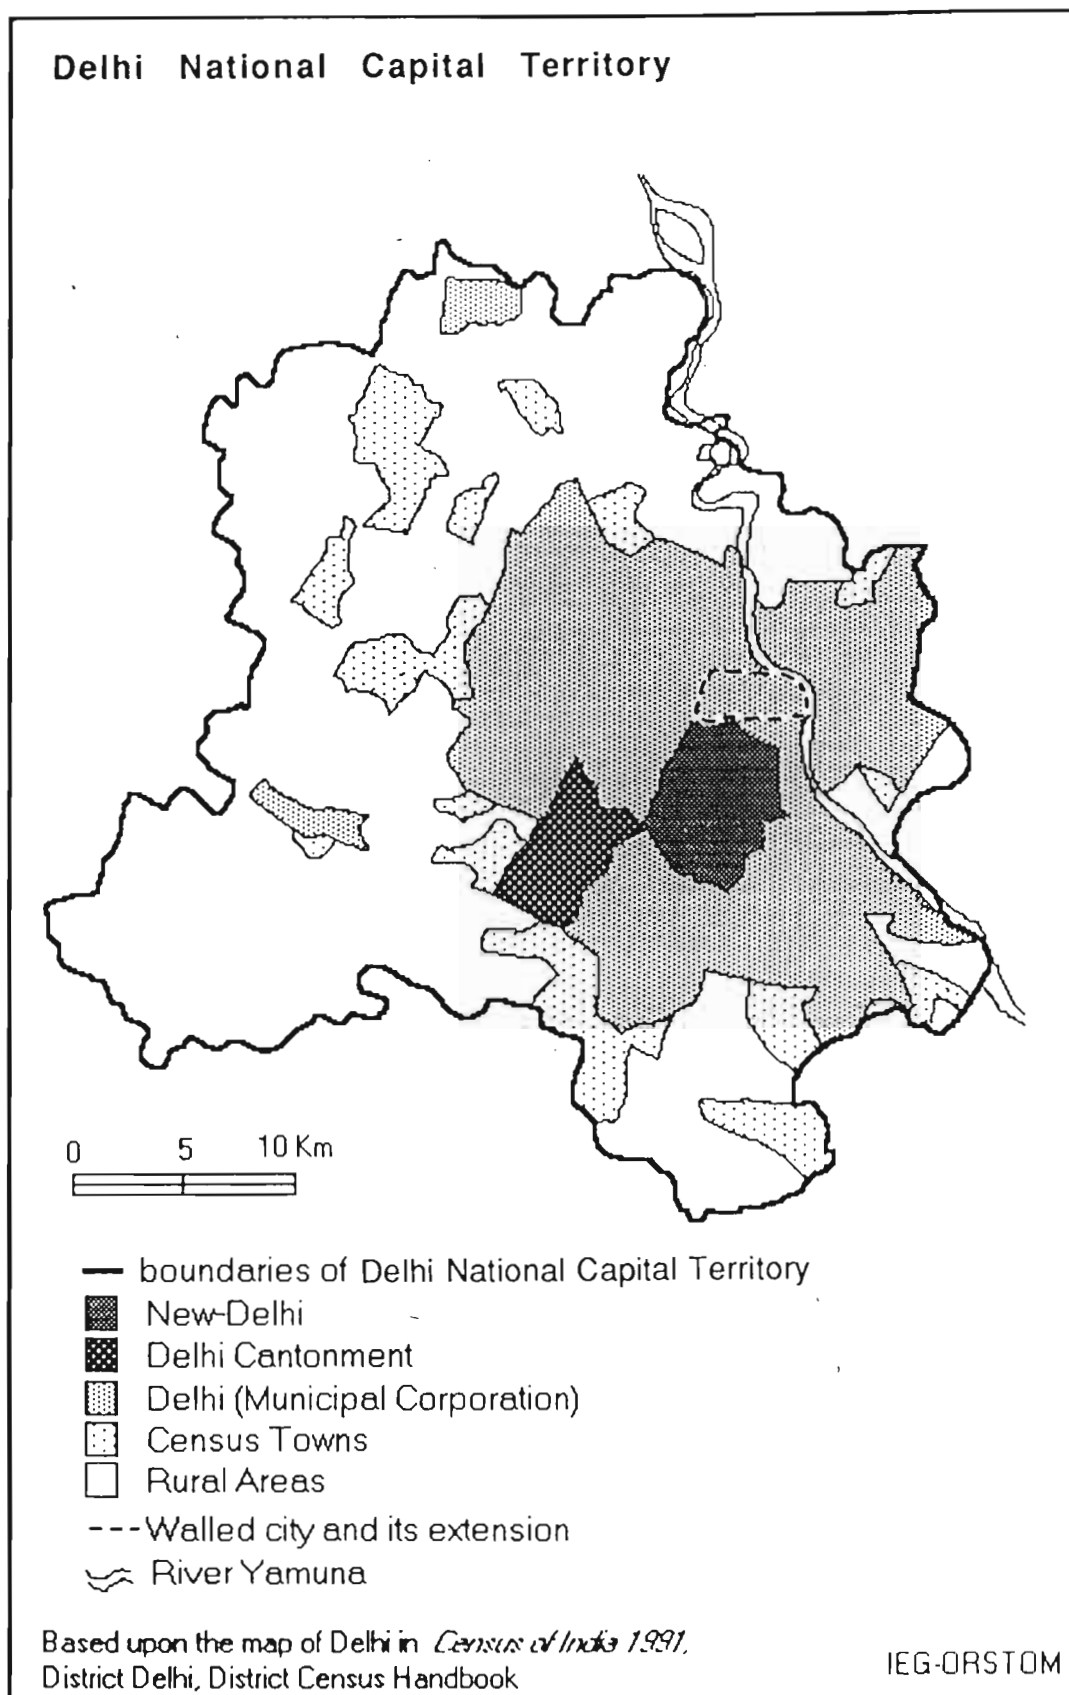 Delhi National Capital Territory
0 5 10 Km
boundaries of Delhi National Capital Territory
New-Delhi
Delhi Cantonment
Delhi (Municipal Corporation)
Census Towns
Rural Areas
Walled city and its extension
River Yamuna
Based upon the map of Delhi in Census of India 1991,
District Delhi, District Census Handbook
IEG-ORSTOM